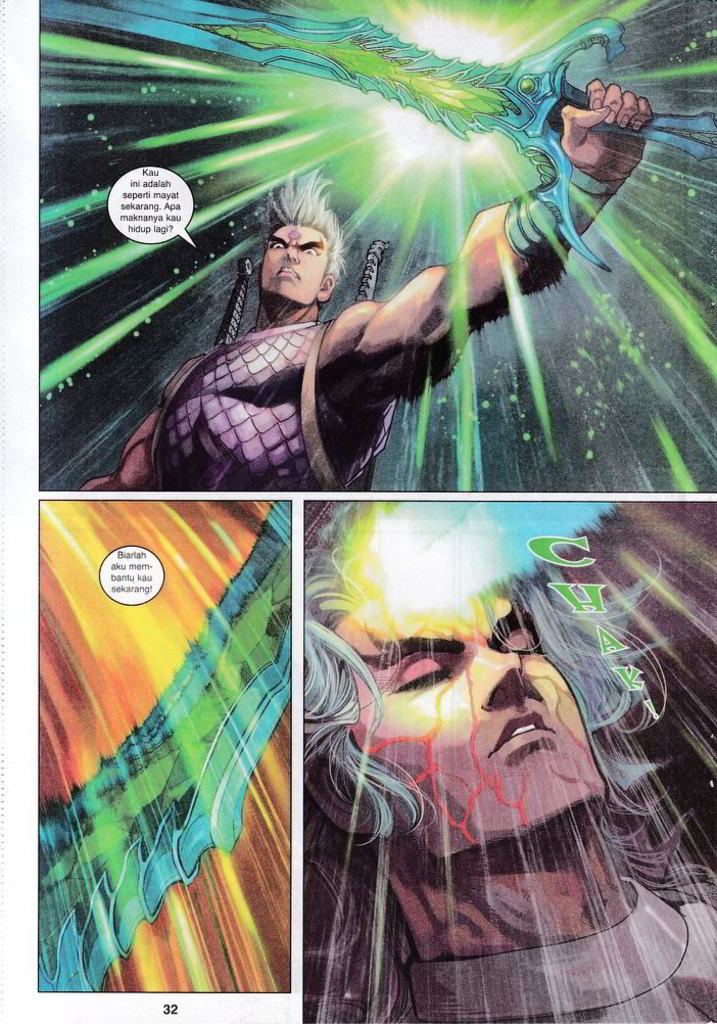 Kau
ini adalah
seperti mayat
sekarang. Apa
maknanya kau
hidup lagi?
Biarlah
aku mem-
bantu kau
sekarang!
CHAK!
32